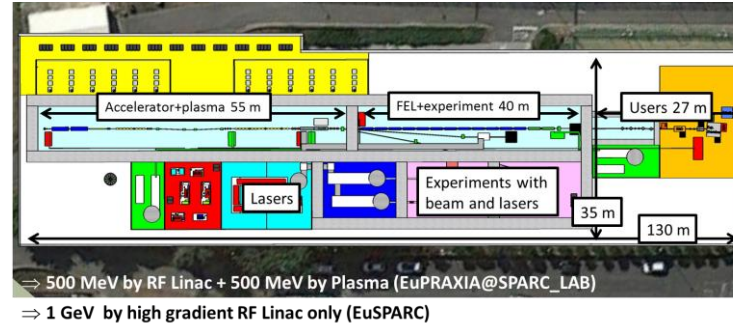 Accelerator+plasma 55 m
FEL+experiment 40 m
Users 27 m
Lasers
Experiments with
beam and lasers
35 m
130 m
⇒ 500 MeV by RF Linac + 500 MeV by Plasma (EuPRAXIA@SPARC_LAB)
⇒ 1 GeV by high gradient RF Linac only (EuSPARC)